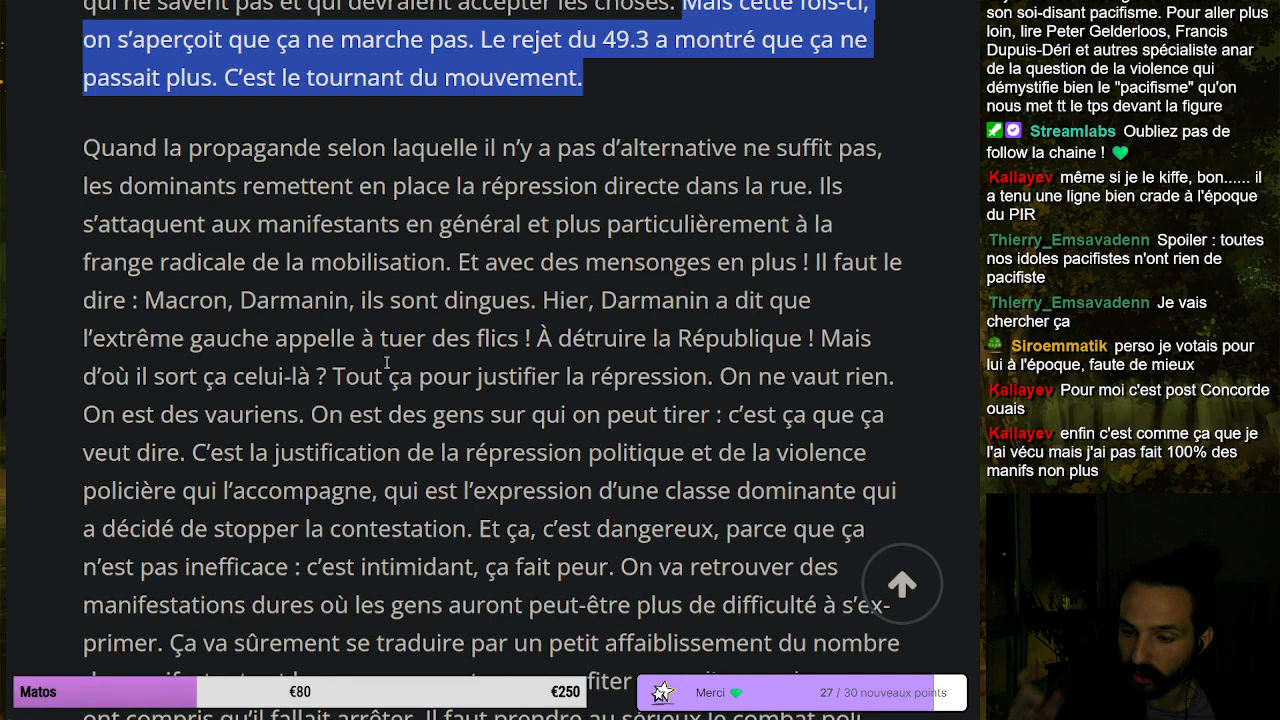 qui ne savent pas et qui devraient accepter les choses. Mais cette fois-ci,
on s’aperçoit que ça ne marche pas. Le rejet du 49.3 a montré que ça ne
passait plus. C’est le tournant du mouvement.
Quand la propagande selon laquelle il n’y a pas d’alternative ne suffit pas,
les dominants remettent en place la répression directe dans la rue. Ils
s’attaquent aux manifestants en général et plus particulièrement à la
frange radicale de la mobilisation. Et avec des mensonges en plus ! Il faut le
dire : Macron, Darmanin, ils sont dingues. Hier, Darmanin a dit que
l’extrême gauche appelle à tuer des flics ! À détruire la République ! Mais
d’où il sort ça celui-là ? Tout ça pour justifier la répression. On ne vaut rien.
On est des vauriens. On est des gens sur qui on peut tirer : c’est ça que ça
veut dire. C’est la justification de la répression politique et de la violence
policière qui l’accompagne, qui est l’expression d’une classe dominante qui
a décidé de stopper la contestation. Et ça, c’est dangereux, parce que ça
n’est pas inefficace : c’est intimidant, ça fait peur. On va retrouver des
manifestations dures où les gens auront peut-être plus de difficulté à s’ex-
primer. Ça va sûrement se traduire par un petit affaiblissement du nombre
ont compris qu’il fallait arrêter. Il faut prendre au sérieux le combat poli-
Matos
€80
€250
Merci 💚
27 / 30 nouveaux points
son soi-disant pacifisme. Pour aller plus
loin, lire Peter Gelderloos, Francis
Dupuis-Déri et autres spécialiste anar
de la question de la violence qui
démystifie bien le "pacifisme" qu'on
nous met tt le tps devant la figure
Streamlabs Oubliez pas de
follow la chaine ! 💚
Kallayev même si je le kiffe, bon...... il
a tenu une ligne bien crade à l'époque
du PIR
Thierry_Emsavadenn Spoiler : toutes
nos idoles pacifistes n'ont rien de
pacifiste
Thierry_Emsavadenn Je vais
chercher ça
Siroemmatik perso je votais pour
lui à l'époque, faute de mieux
Kallayev Pour moi c'est post Concorde
ouais
Kallayev enfin c'est comme ça que je
l'ai vécu mais j'ai pas fait 100% des
manifs non plus